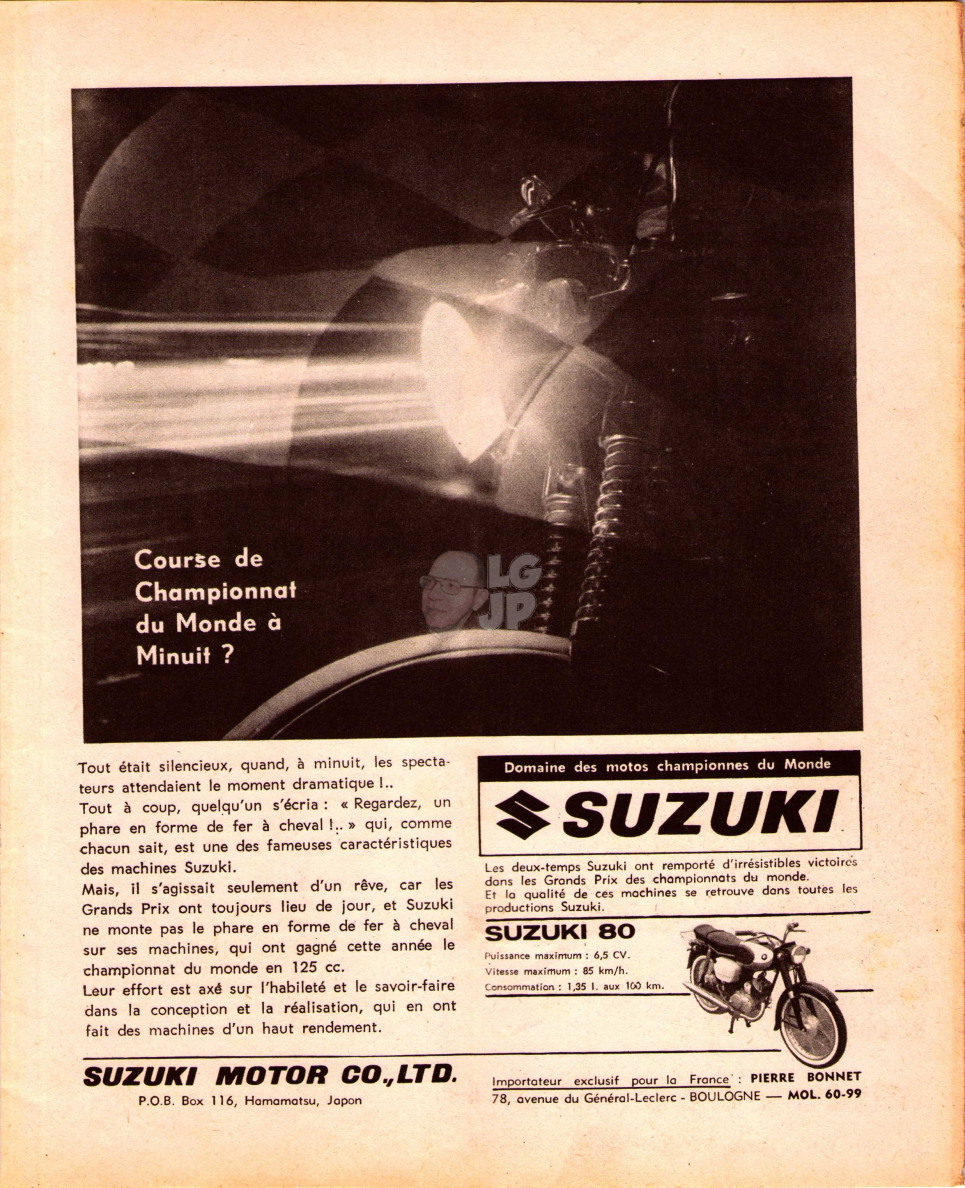 Course de
Championnat
du Monde à
Minuit ?
LG
JP
Tout était silencieux, quand, à minuit, les specta-
teurs attendaient le moment dramatique !..
Tout à coup, quelqu'un s'écria : « Regardez, un
phare en forme de fer à cheval !.. » qui, comme
chacun sait, est une des fameuses caractéristiques
des machines Suzuki.
Mais, il s'agissait seulement d'un rêve, car les
Grands Prix ont toujours lieu de jour, et Suzuki
ne monte pas le phare en forme de fer à cheval
sur ses machines, qui ont gagné cette année le
championnat du monde en 125 cc.
Leur effort est axé sur l'habileté et le savoir-faire
dans la conception et la réalisation, qui en ont
fait des machines d'un haut rendement.
Domaine des motos championnes du Monde
SUZUKI
Les deux-temps Suzuki ont remporté d'irrésistibles victoires
dans les Grands Prix des championnats du monde.
Et la qualité de ces machines se retrouve dans toutes les
productions Suzuki.
SUZUKI 80
Puissance maximum : 6,5 CV.
Vitesse maximum : 85 km/h.
Consommation : 1,35 l. aux 100 km.
SUZUKI MOTOR CO., LTD.
P.O.B. Box 116, Hamamatsu, Japon
Importateur exclusif pour la France : PIERRE BONNET
78, avenue du Général-Leclerc - BOULOGNE — MOL. 60-99